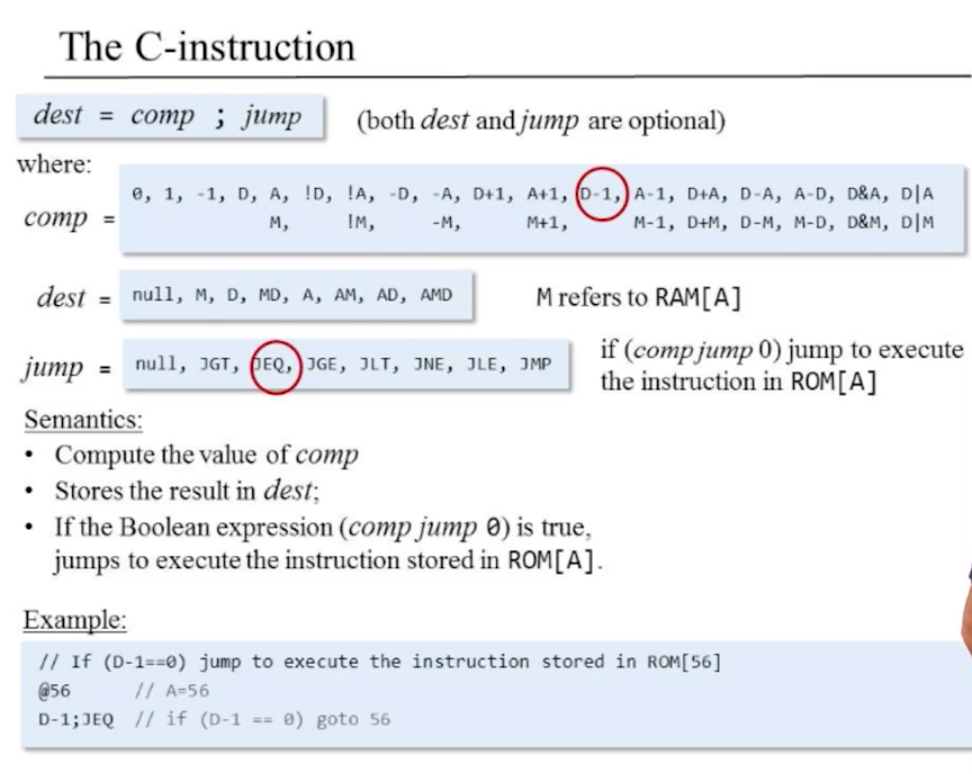 The C-instruction
dest = comp ; jump (both dest and jump are optional)
where:
comp = 0, 1, -1, D, A, !D, !A, -D, -A, D+1, A+1, D-1, A-1, D+A, D-A, A-D, D&A, D|A
M, !M, -M, M+1, M-1, D+M, D-M, M-D, D&M, D|M
dest = null, M, D, MD, A, AM, AD, AMD M refers to RAM[A]
jump = null, JGT, JEQ, JGE, JLT, JNE, JLE, JMP if (comp jump 0) jump to execute
the instruction in ROM[A]
Semantics:
• Compute the value of comp
• Stores the result in dest;
• If the Boolean expression (comp jump 0) is true,
jumps to execute the instruction stored in ROM[A].
Example:
// If (D-1==0) jump to execute the instruction stored in ROM[56]
@56 // A=56
D-1;JEQ // if (D-1 == 0) goto 56